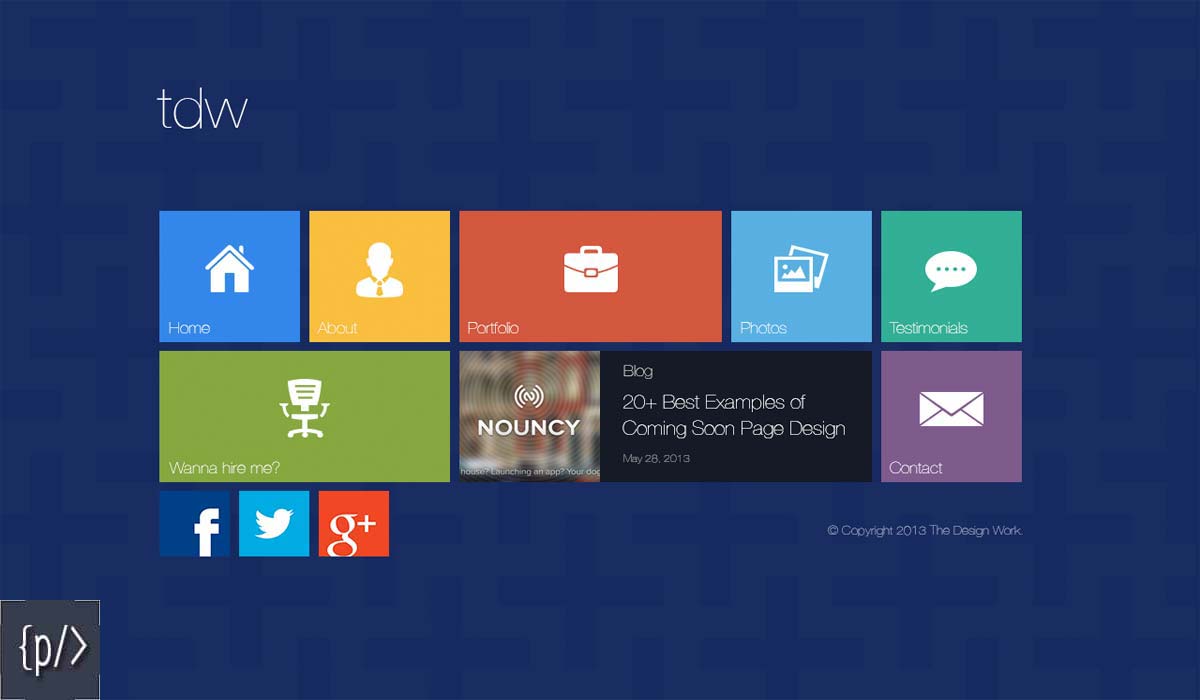 tdw
Home
About
Portfolio
Photos
Testimonials
Wanna hire me?
NOUNCY
house? Launching an app? Your doc
Blog
20+ Best Examples of
Coming Soon Page Design
May 28, 2013
Contact
f
g+
© Copyright 2013 The Design Work.
{p/>